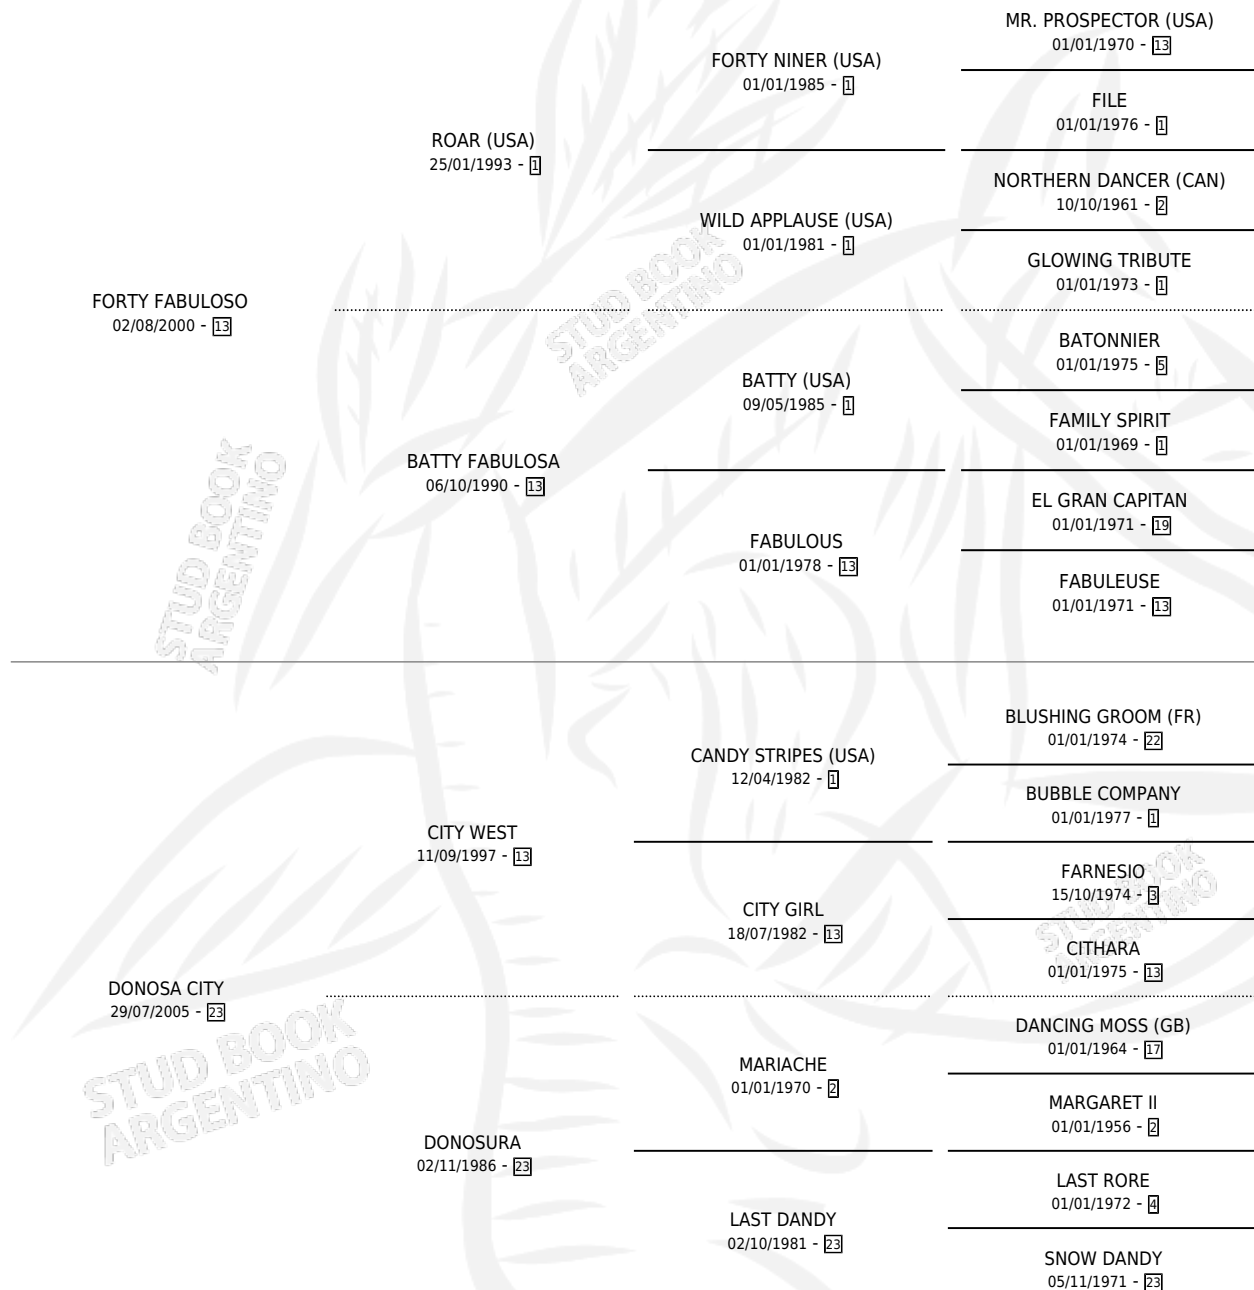 MR. PROSPECTOR (USA)
01/01/1970 - 13
FORTY NINER (USA)
01/01/1985 - 1
FILE
01/01/1976 - 1
ROAR (USA)
25/01/1993 - 1
NORTHERN DANCER (CAN)
10/10/1961 - 2
WILD APPLAUSE (USA)
01/01/1981 - 1
GLOWING TRIBUTE
01/01/1973 - 1
FORTY FABULOSO
02/08/2000 - 13
BATONNIER
01/01/1975 - 5
BATTY (USA)
09/05/1985 - 1
FAMILY SPIRIT
01/01/1969 - 1
BATTY FABULOSA
06/10/1990 - 13
EL GRAN CAPITAN
01/01/1971 - 19
FABULOUS
01/01/1978 - 13
FABULEUSE
01/01/1971 - 13
BLUSHING GROOM (FR)
01/01/1974 - 22
CANDY STRIPES (USA)
12/04/1982 - 1
BUBBLE COMPANY
01/01/1977 - 1
CITY WEST
11/09/1997 - 13
FARNESIO
15/10/1974 - 3
CITY GIRL
18/07/1982 - 13
CITHARA
01/01/1975 - 13
DONOSA CITY
29/07/2005 - 23
DANCING MOSS (GB)
01/01/1964 - 17
MARIACHE
01/01/1970 - 2
MARGARET II
01/01/1956 - 2
DONOSURA
02/11/1986 - 23
LAST RORE
01/01/1972 - 4
LAST DANDY
02/10/1981 - 23
SNOW DANDY
05/11/1971 - 23
STUD BOOK
ARGENTINO
STUD BOOK
ARGENTINO
STUD BOOK
ARGENTINO
STUD BOOK
ARGENTINO